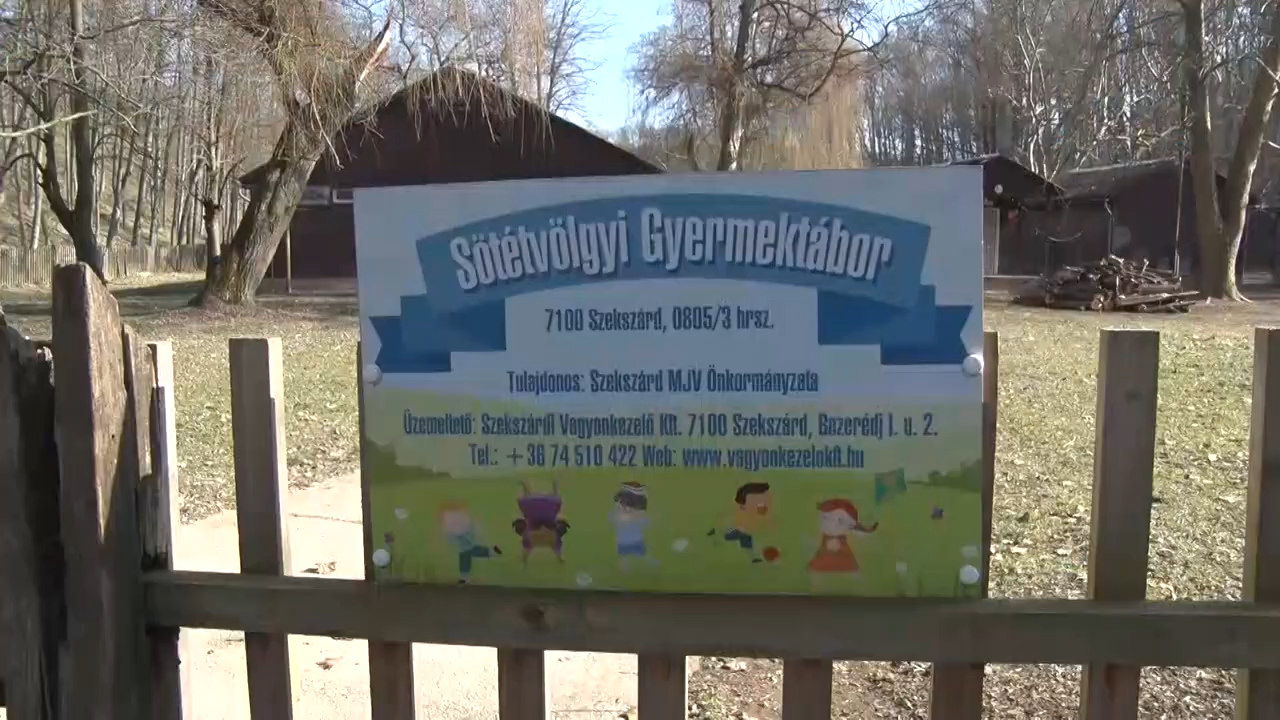 Sötétvölgyi Gyermektábor
7100 Szekszárd, 0805/3 hrsz.
Tulajdonos: Szekszárd MJV Önkormányzata
Üzemeltető: Szekszárdi Vagyonkezelő Kft. 7100 Szekszárd, Bezerédj I. u. 2.
Tel.: +36 74 510 422 Web: www.vagyonkezelokft.hu